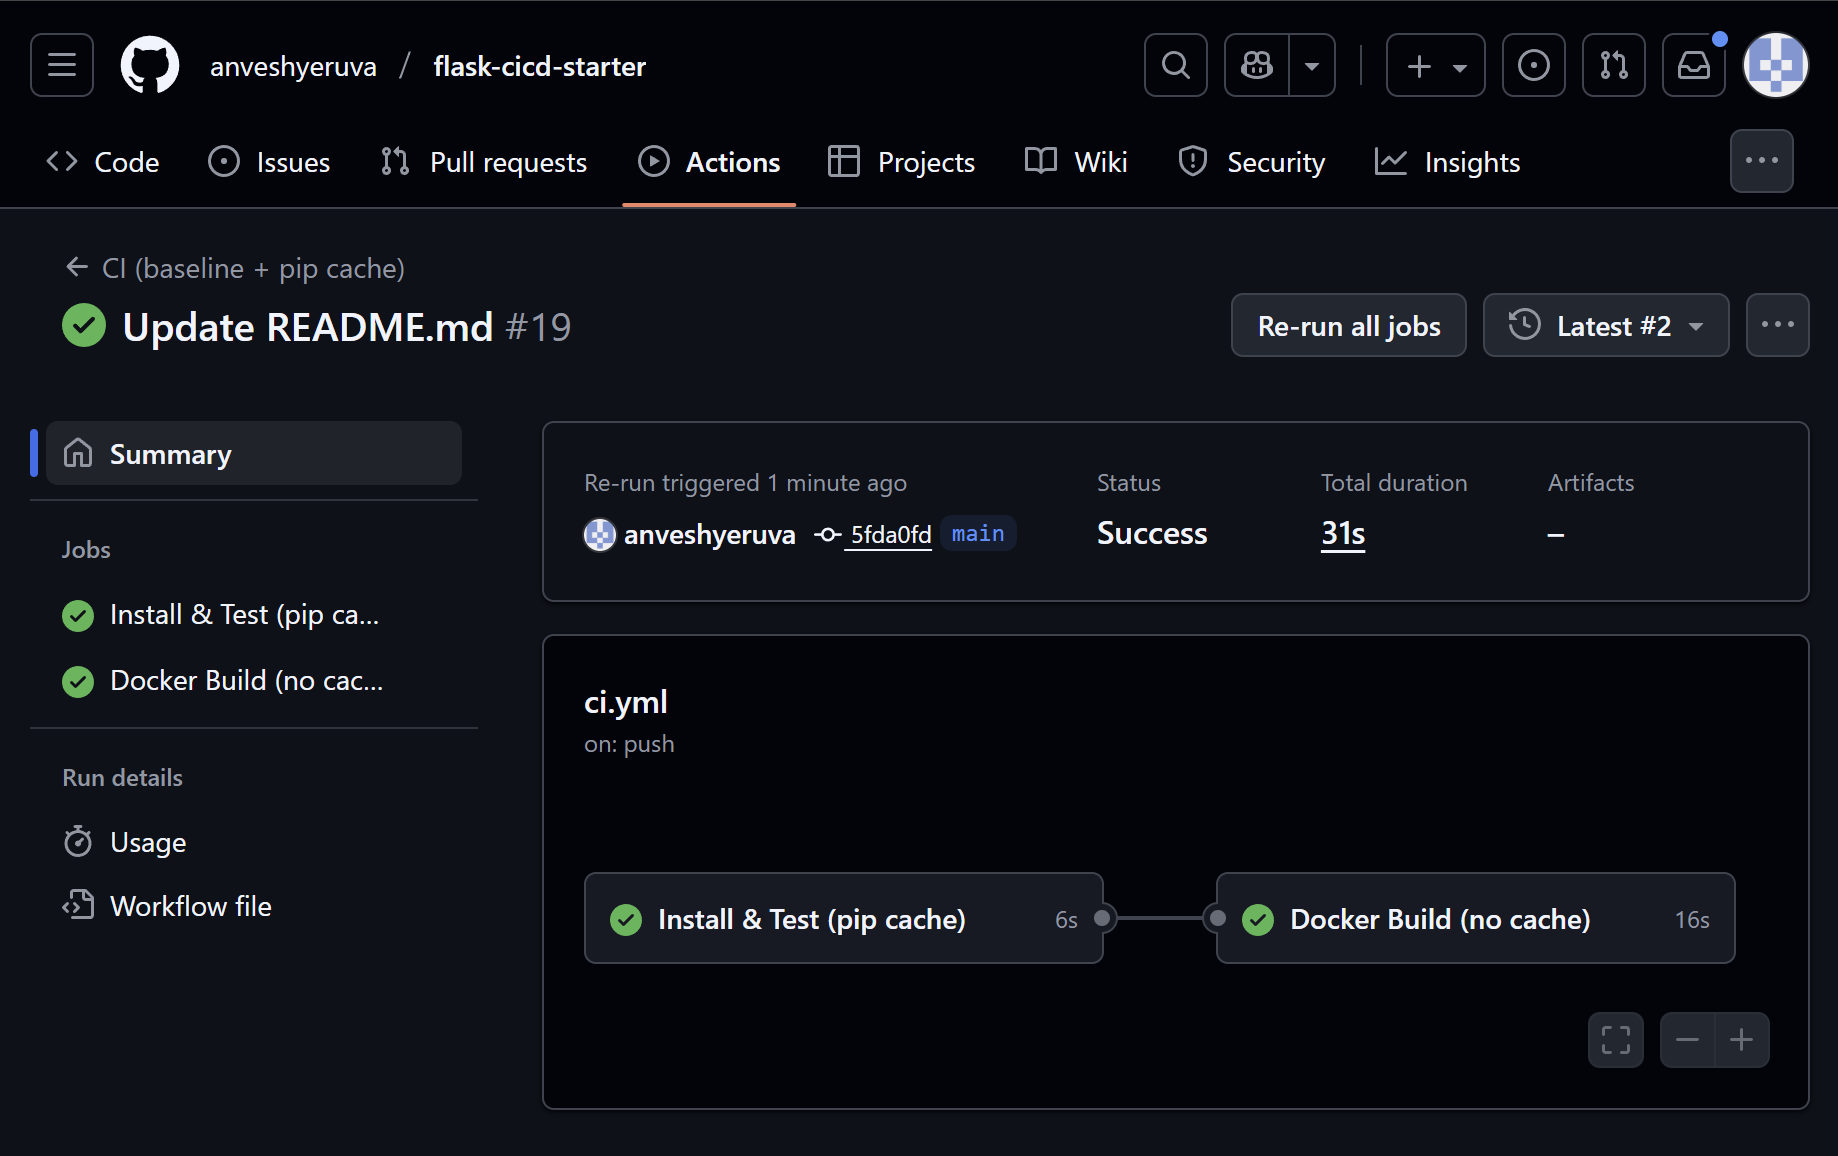 anveshyeruva / flask-cicd-starter
Code Issues Pull requests Actions Projects Wiki Security Insights
CI (baseline + pip cache)
Update README.md #19
Re-run all jobs
Latest #2
Summary
Jobs
Install & Test (pip ca...
Docker Build (no cac...
Run details
Usage
Workflow file
Re-run triggered 1 minute ago
anveshyeruva 5fda0fd main
Status
Success
Total duration
31s
Artifacts
–
ci.yml
on: push
Install & Test (pip cache) 6s
Docker Build (no cache) 16s